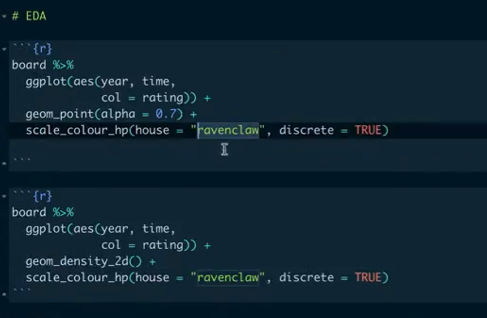 # EDA
```{r}
board %>%
  ggplot(aes(year, time,
             col = rating)) +
  geom_point(alpha = 0.7) +
  scale_colour_hp(house = "ravenclaw", discrete = TRUE)
```
```{r}
board %>%
  ggplot(aes(year, time,
             col = rating)) +
  geom_density_2d() +
  scale_colour_hp(house = "ravenclaw", discrete = TRUE)
```